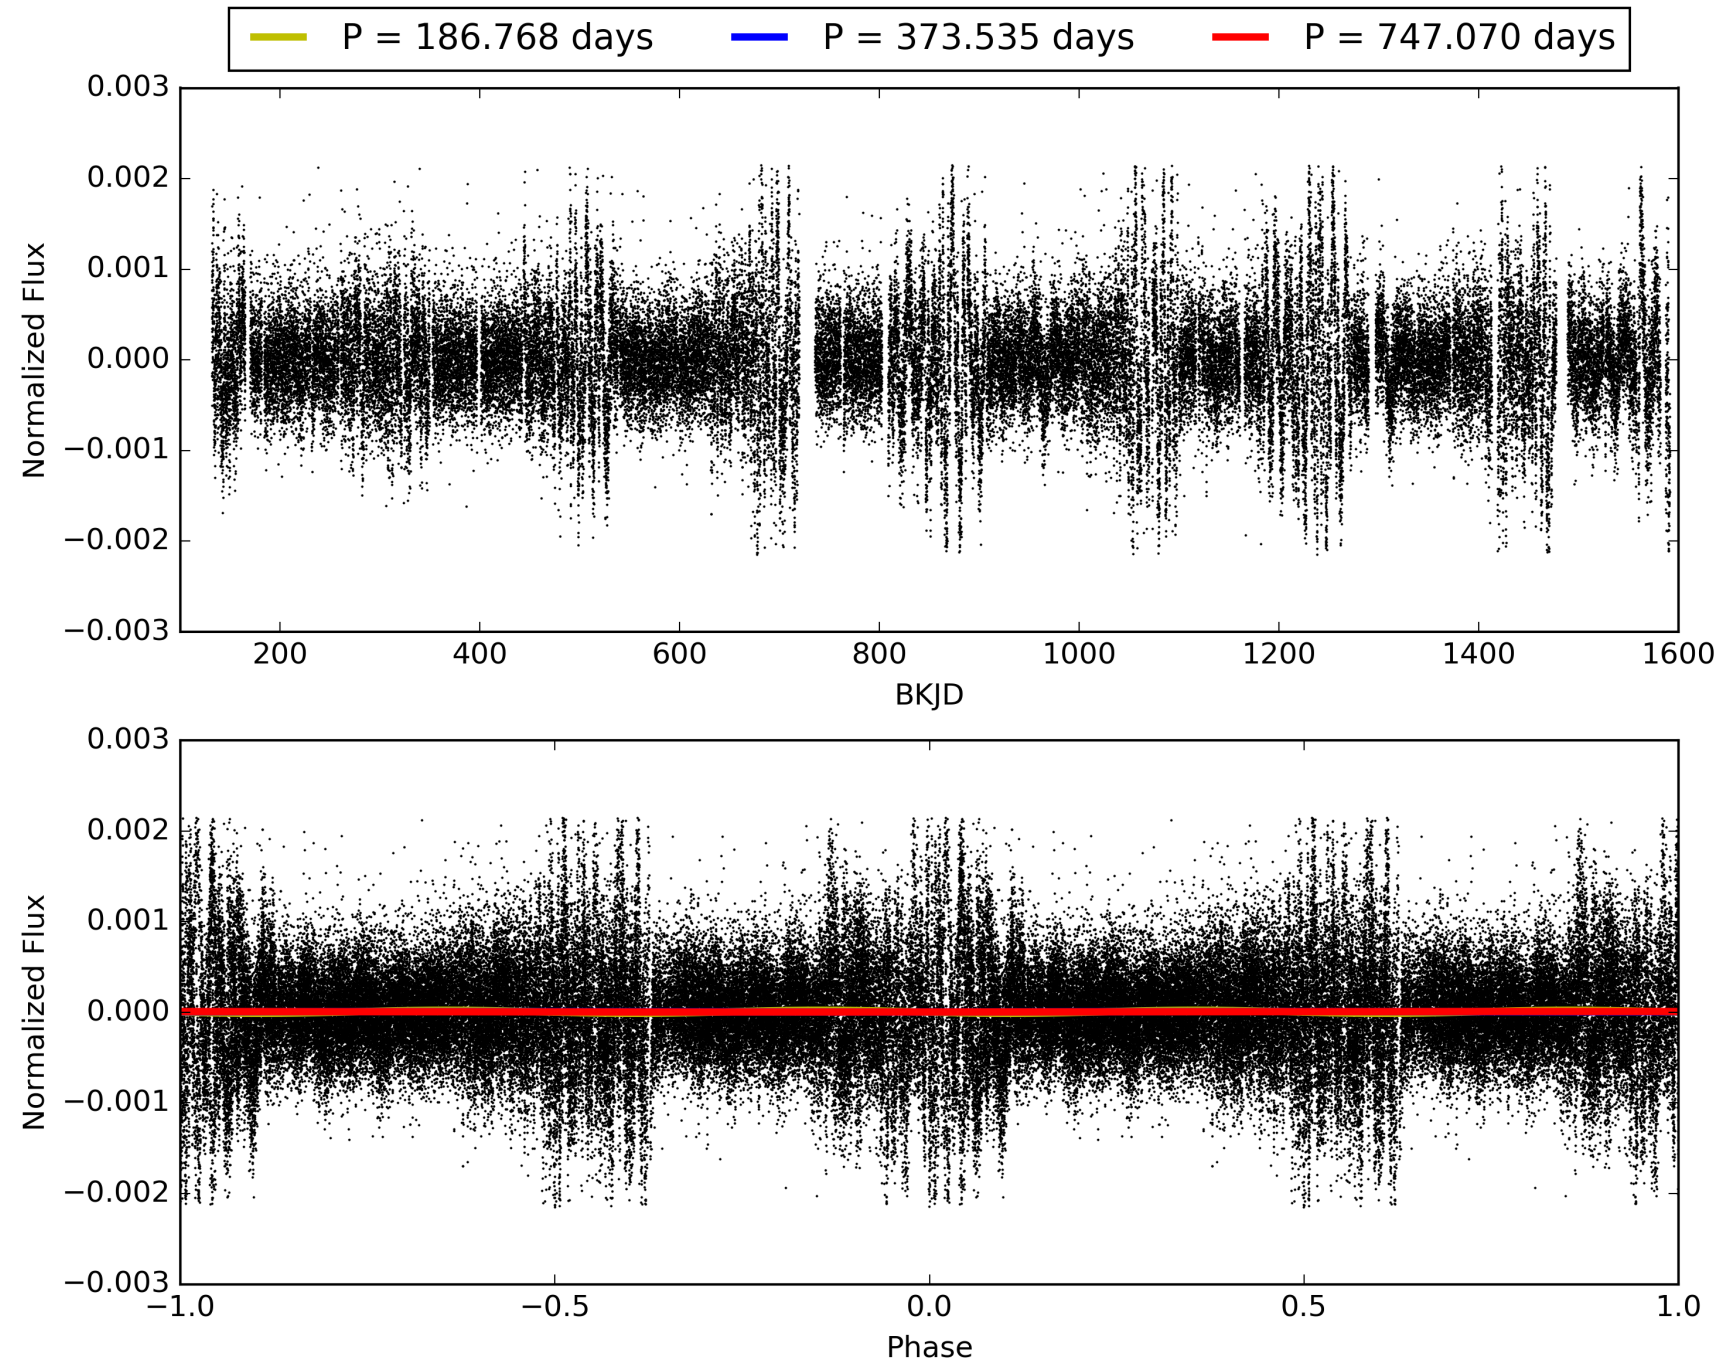 P = 186.768 days P = 373.535 days P = 747.070 days
0.003
0.002
0.001
0.000
−0.001
−0.002
−0.003
Normalized Flux
200 400 600 800 1000 1200 1400 1600
BKJD
0.003
0.002
0.001
0.000
−0.001
−0.002
−0.003
Normalized Flux
−1.0 −0.5 0.0 0.5 1.0
Phase